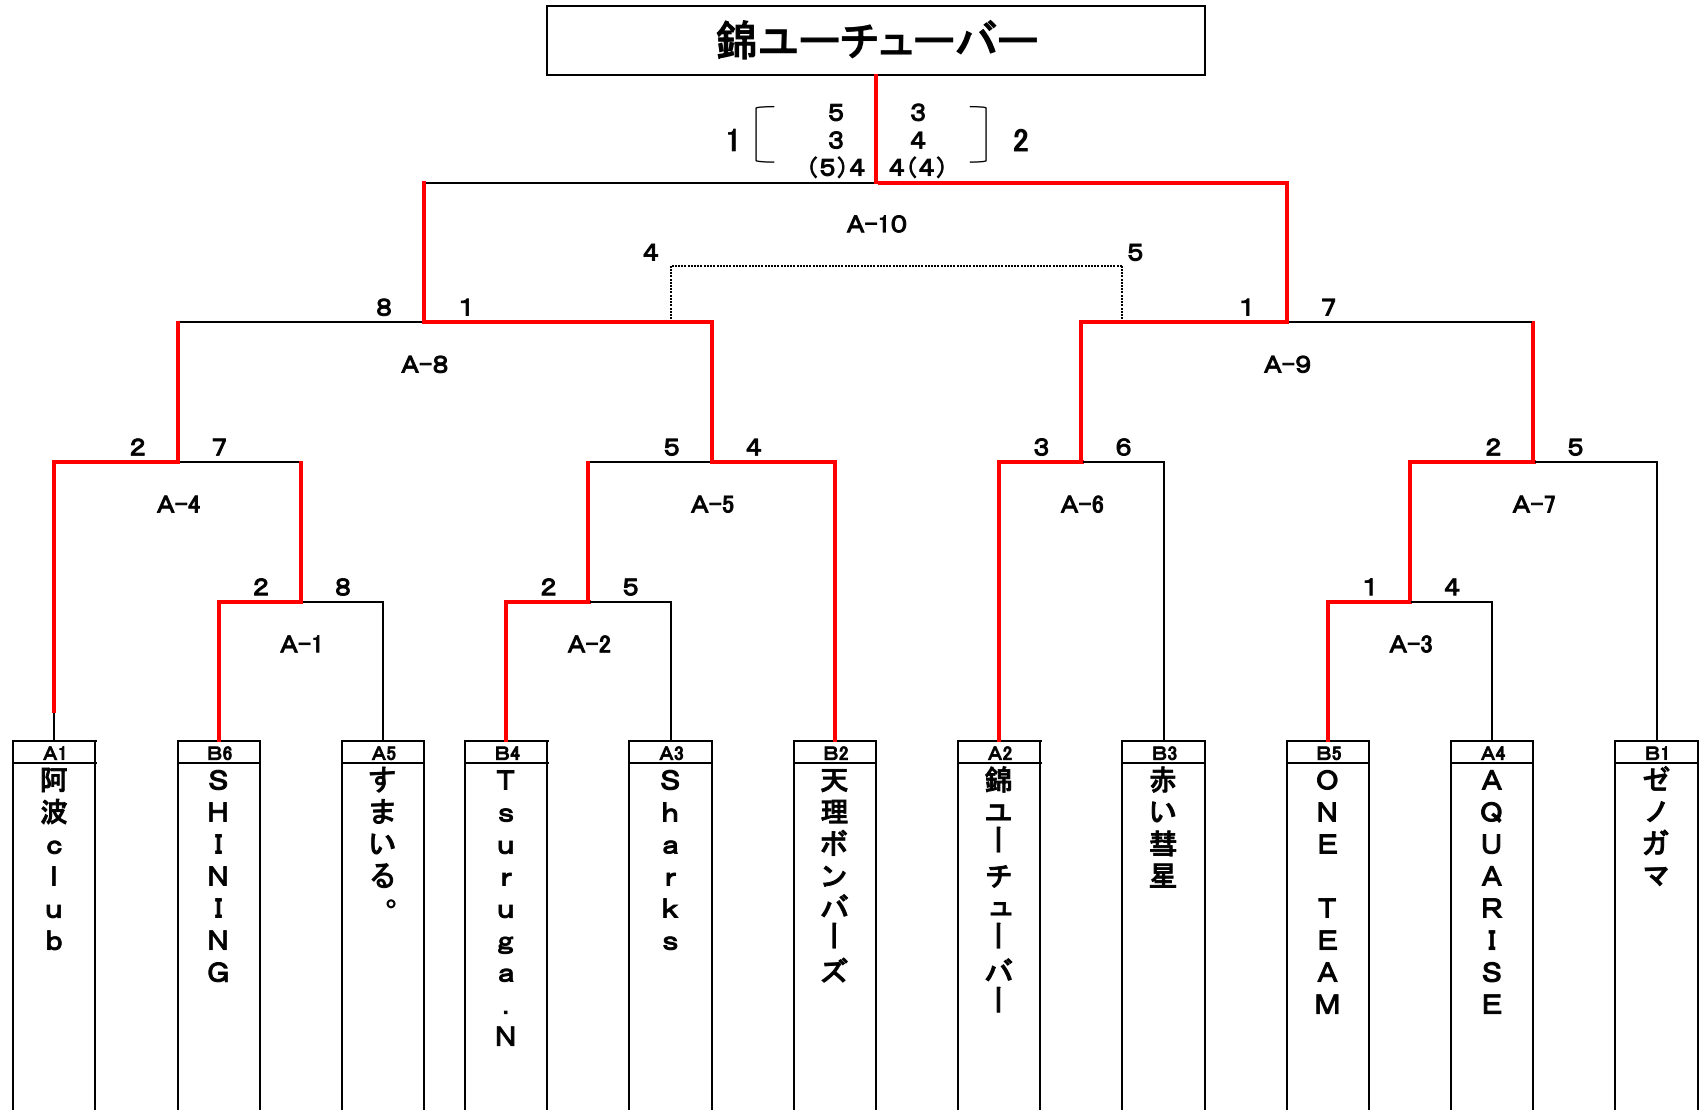 錦ユーチューバー
5 3
1 3 4 2
(5)4 4(4)
A-10
4 5
8 1 1 7
A-8 A-9
2 7 5 4 3 6 2 5
A-4 A-5 A-6 A-7
2 8 2 5 1 4
A-1 A-2 A-3
A1 B6 A5 B4 A3 B2 A2 B3 B5 A4 B1
阿波club
SHINING
すまいる。
Tsuruga.N
Sharks
天理ボンバーズ
錦ユーチューバー
赤い彗星
ONE TEAM
AQUARISE
ゼノガマ